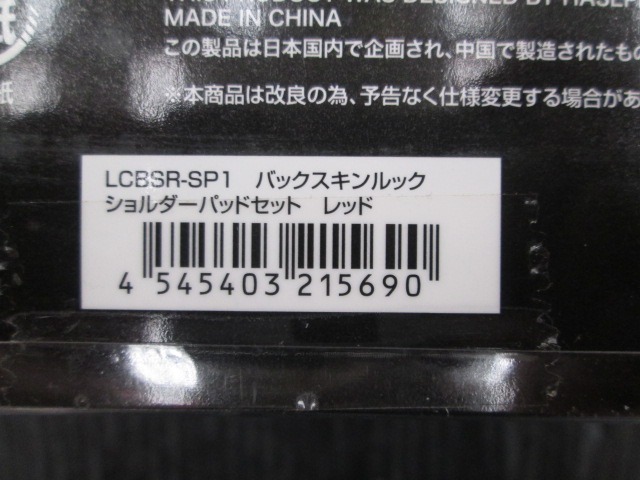 MADE IN CHINA
この製品は日本国内で企画され、中国で製造されたもの
※本商品は改良の為、予告なく仕様変更する場合があ
紙
LCBSR-SP1 バックスキンルック
ショルダーパッドセット レッド
4 545403 215690